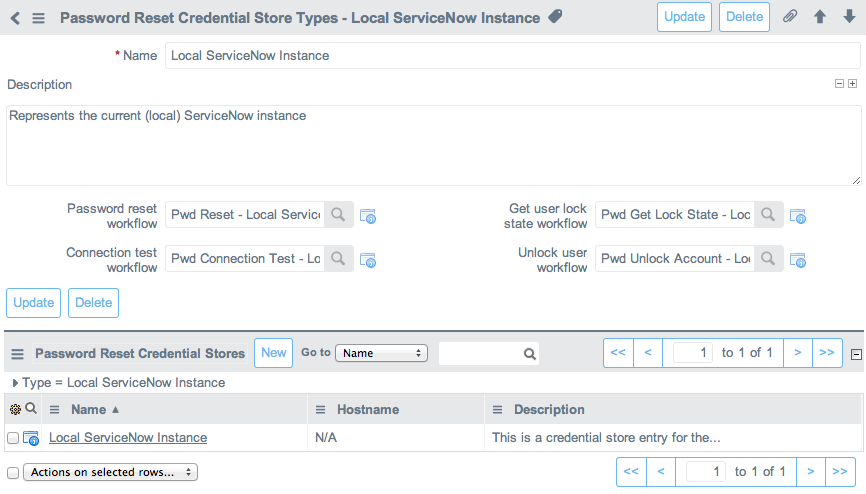 Password Reset Credential Store Types - Local ServiceNow Instance Update Delete
* Name Local ServiceNow Instance
Description
Represents the current (local) ServiceNow instance
Password reset workflow Pwd Reset - Local Servic
Get user lock state workflow Pwd Get Lock State - Loc
Connection test workflow Pwd Connection Test - Lo
Unlock user workflow Pwd Unlock Account - Loc
Update Delete
Password Reset Credential Stores New Go to Name << < 1 to 1 of 1 > >>
Type = Local ServiceNow Instance
Name ▲ Hostname Description
Local ServiceNow Instance N/A This is a credential store entry for the...
Actions on selected rows... << < 1 to 1 of 1 > >>